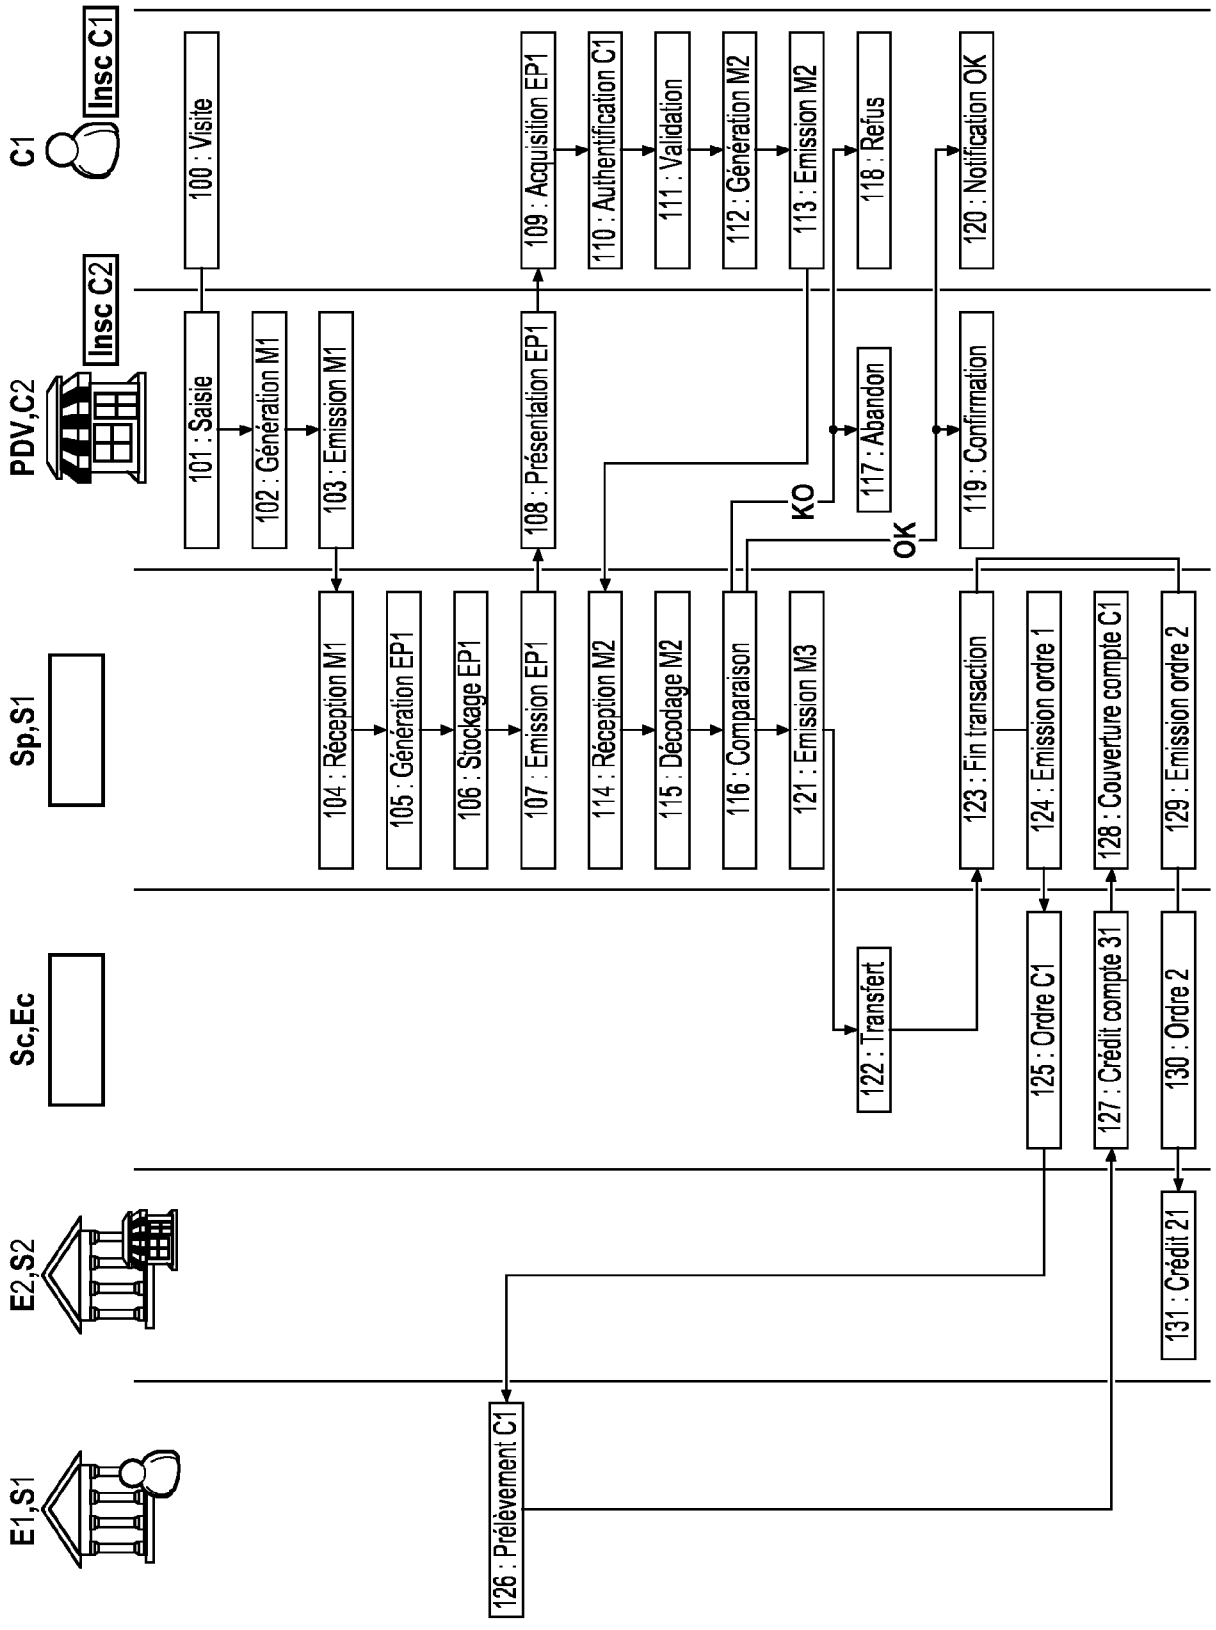 E1,S1
E2,S2
Sc,Ec
Sp,S1
PDV,C2
Insc C2
C1
Insc C1
100 : Visite
101 : Saisie
102 : Génération M1
103 : Emission M1
104 : Réception M1
105 : Génération EP1
106 : Stockage EP1
107 : Emission EP1
108 : Présentation EP1
109 : Acquisition EP1
110 : Authentification C1
111 : Validation
112 : Génération M2
113 : Emission M2
114 : Réception M2
115 : Décodage M2
116 : Comparaison
KO
OK
117 : Abandon
118 : Refus
119 : Confirmation
120 : Notification OK
121 : Emission M3
122 : Transfert
123 : Fin transaction
124 : Emission ordre 1
125 : Ordre C1
126 : Prélèvement C1
127 : Crédit compte 31
128 : Couverture compte C1
129 : Emission ordre 2
130 : Ordre 2
131 : Crédit 21